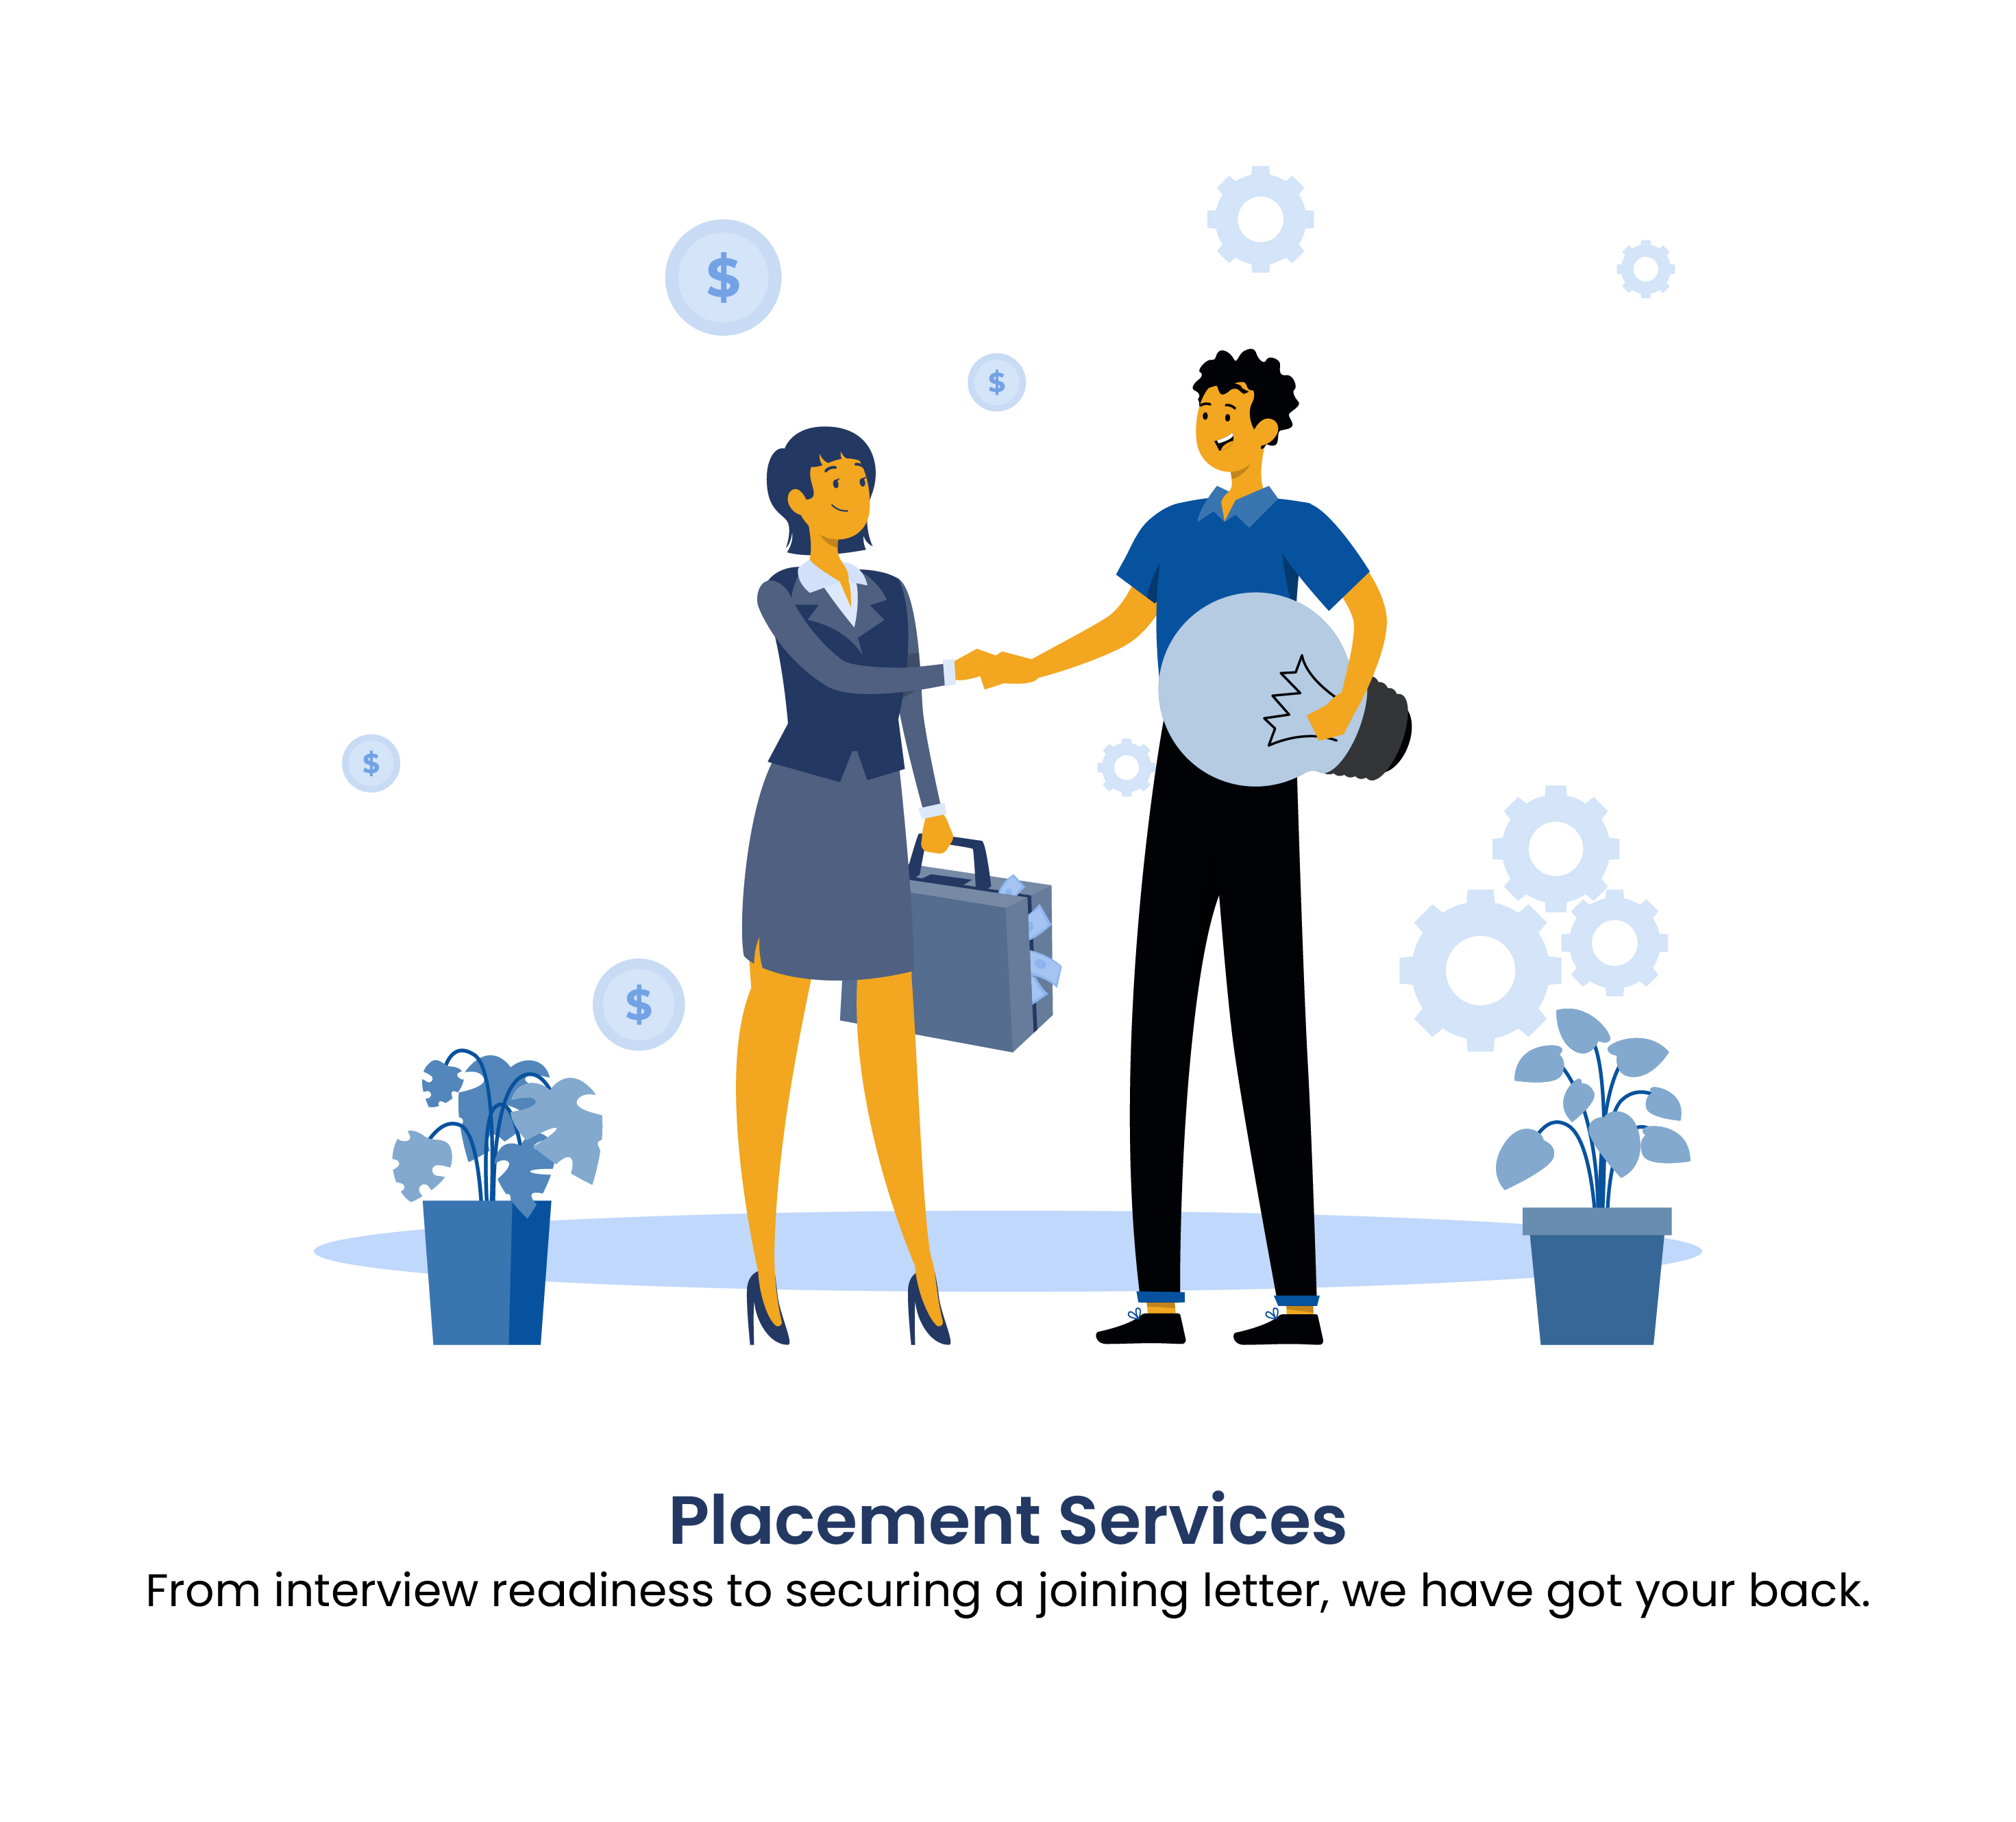 $
$
$
$
Placement Services
From interview readiness to securing a joining letter, we have got your back.